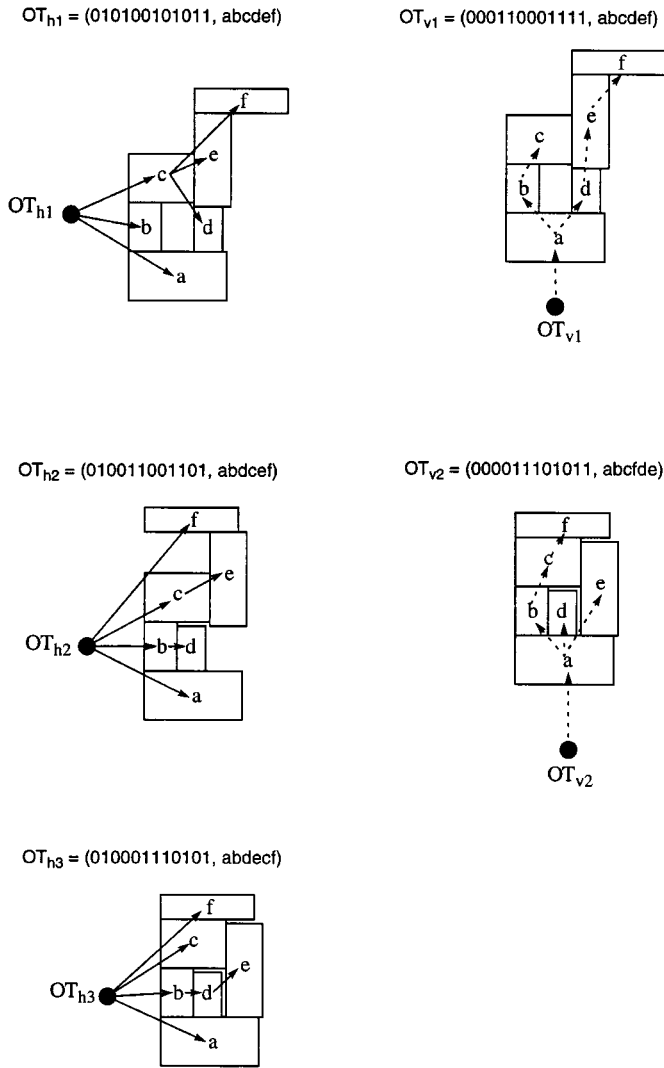 OTh1 = (010100101011, abcdef)
f
e
c
d
b
a
OTh1
OTv1 = (000110001111, abcdef)
f
e
c
b
d
a
OTv1
OTh2 = (010011001101, abdcef)
f
e
c
b
d
a
OTh2
OTv2 = (000011101011, abcfde)
f
c
e
b
d
a
OTv2
OTh3 = (010001110101, abdecf)
f
c
e
b
d
a
OTh3